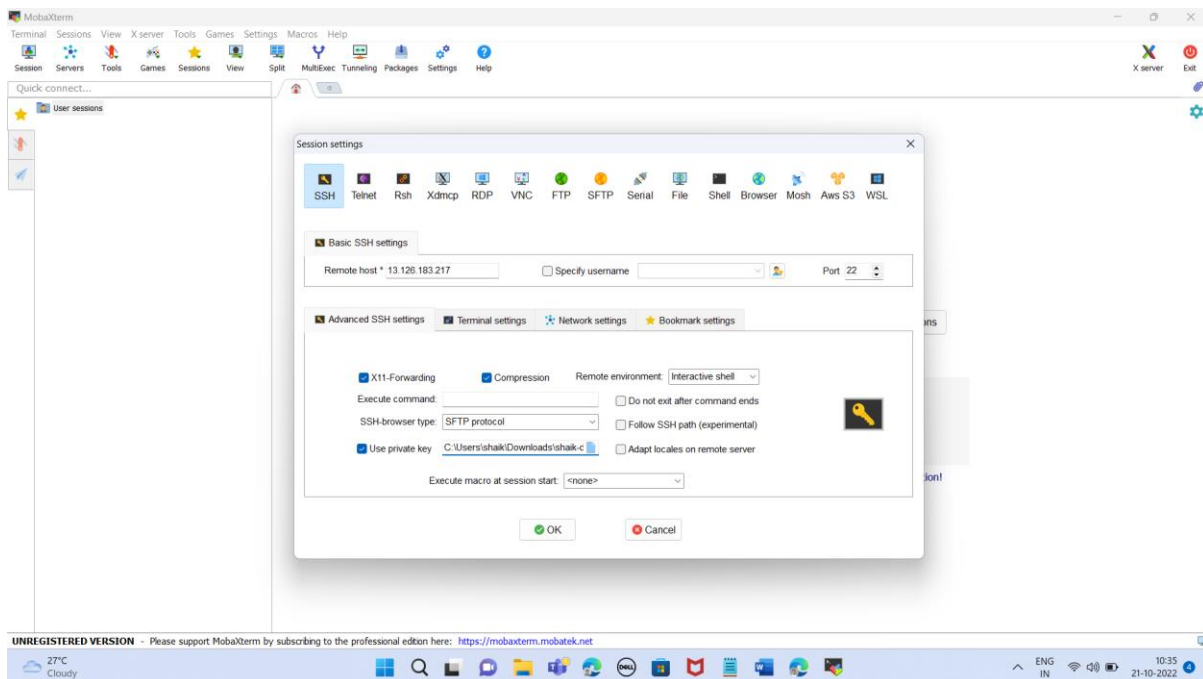 MobaXterm
Terminal Sessions View X server Tools Games Settings Macros Help
Session Servers Tools Games Sessions View Split MultiExec Tunneling Packages Settings Help X server Exit
Quick connect...
User sessions
Session settings
SSH Telnet Rsh Xdmcp RDP VNC FTP SFTP Serial File Shell Browser Mosh Aws S3 WSL
Basic SSH settings
Remote host * 13.126.183.217 Specify username Port 22
Advanced SSH settings Terminal settings Network settings Bookmark settings
ons
X11-Forwarding Compression Remote environment: Interactive shell
Execute command: Do not exit after command ends
SSH-browser type: SFTP protocol Follow SSH path (experimental)
Use private key C:\Users\shaik\Downloads\shaik-c Adapt locales on remote server
Execute macro at session start: <none>
ion!
OK Cancel
UNREGISTERED VERSION - Please support MobaXterm by subscribing to the professional edition here: https://mobaxterm.mobatek.net
27°C
Cloudy
DELL
ENG
IN
10:35
21-10-2022
4